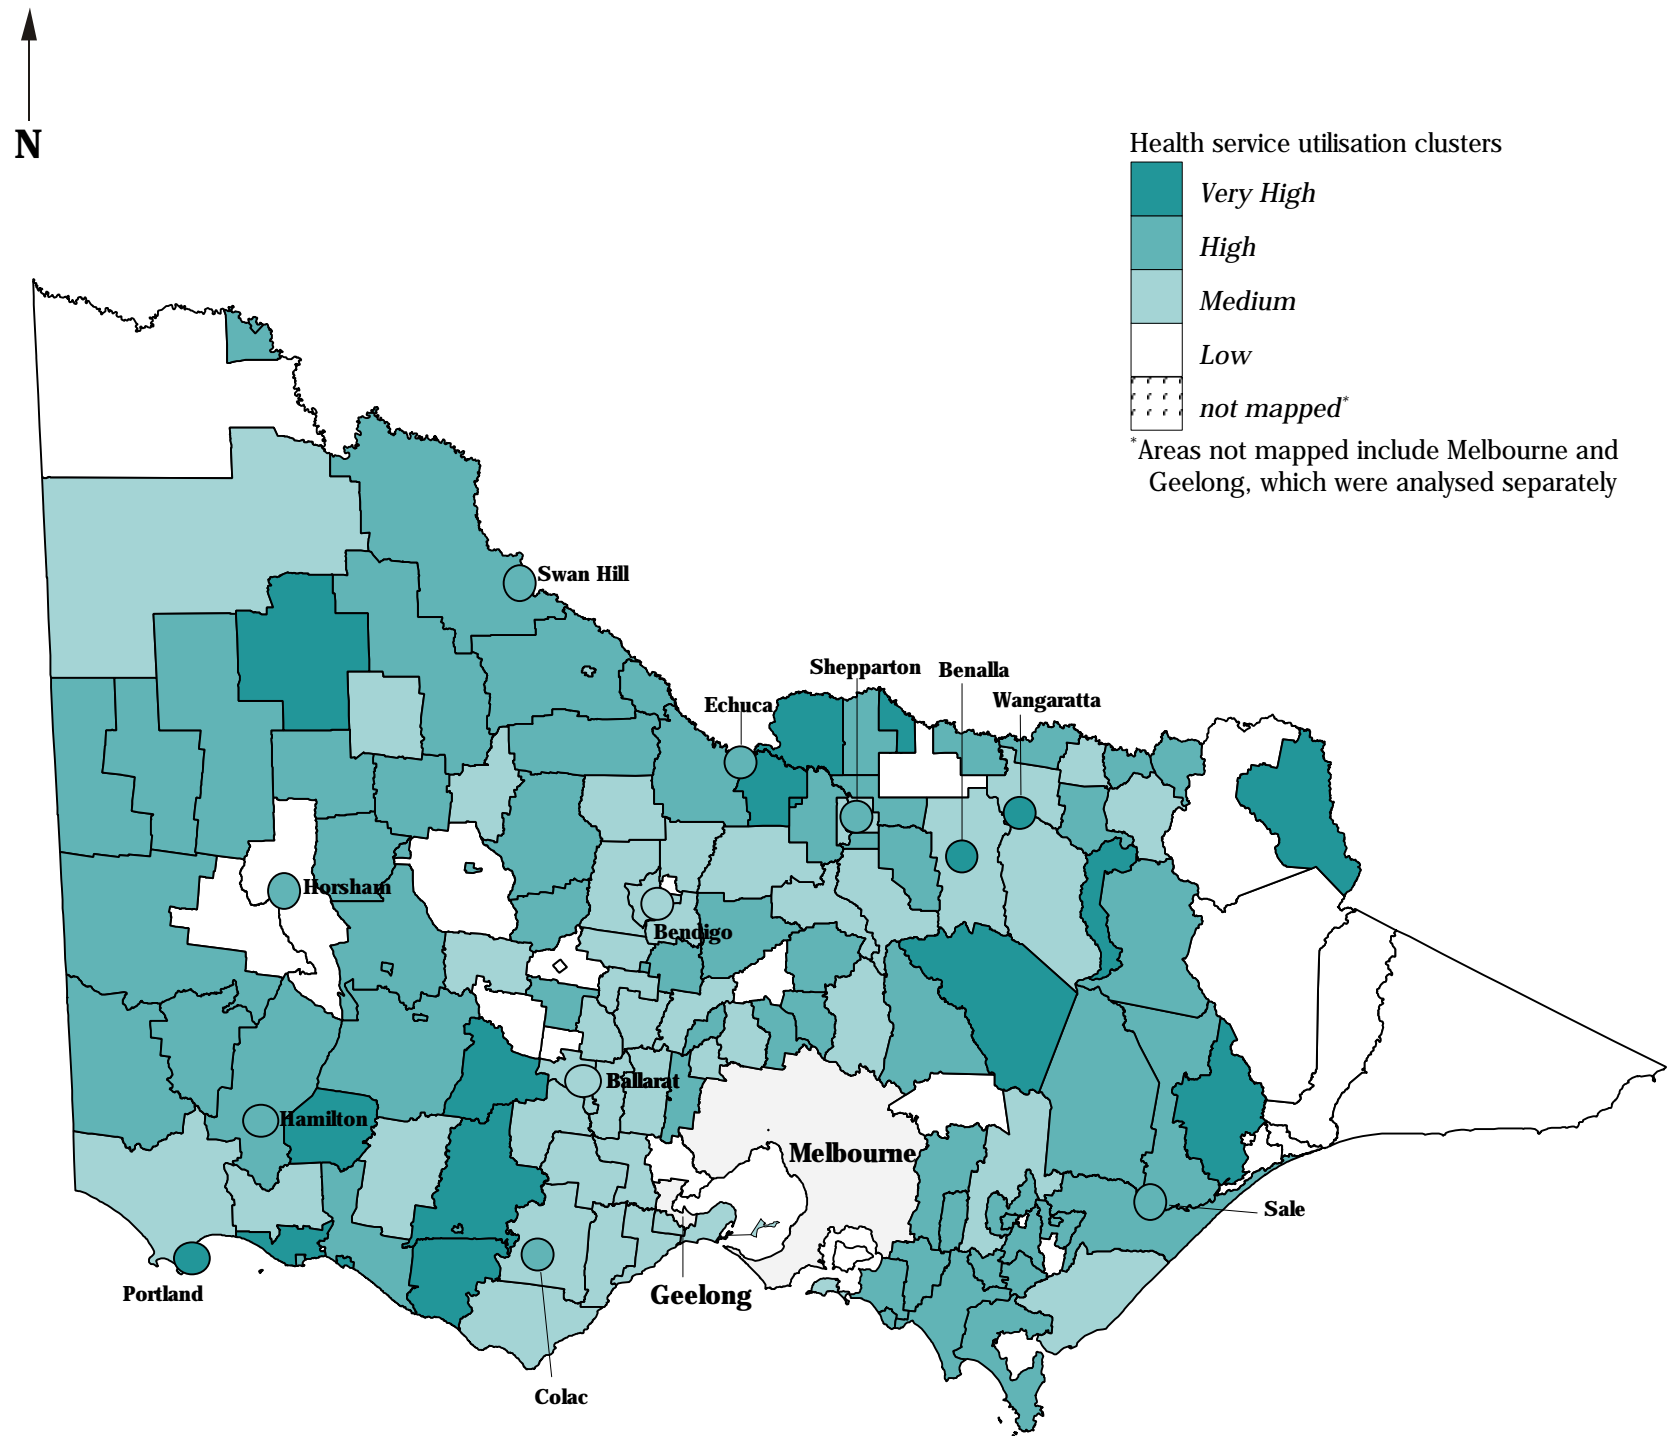 N
Health service utilisation clusters
Very High
High
Medium
Low
not mapped*
*Areas not mapped include Melbourne and
Geelong, which were analysed separately
Swan Hill
Shepparton
Benalla
Echuca
Wangaratta
Horsham
Bendigo
Ballarat
Hamilton
Melbourne
Sale
Portland
Geelong
Colac